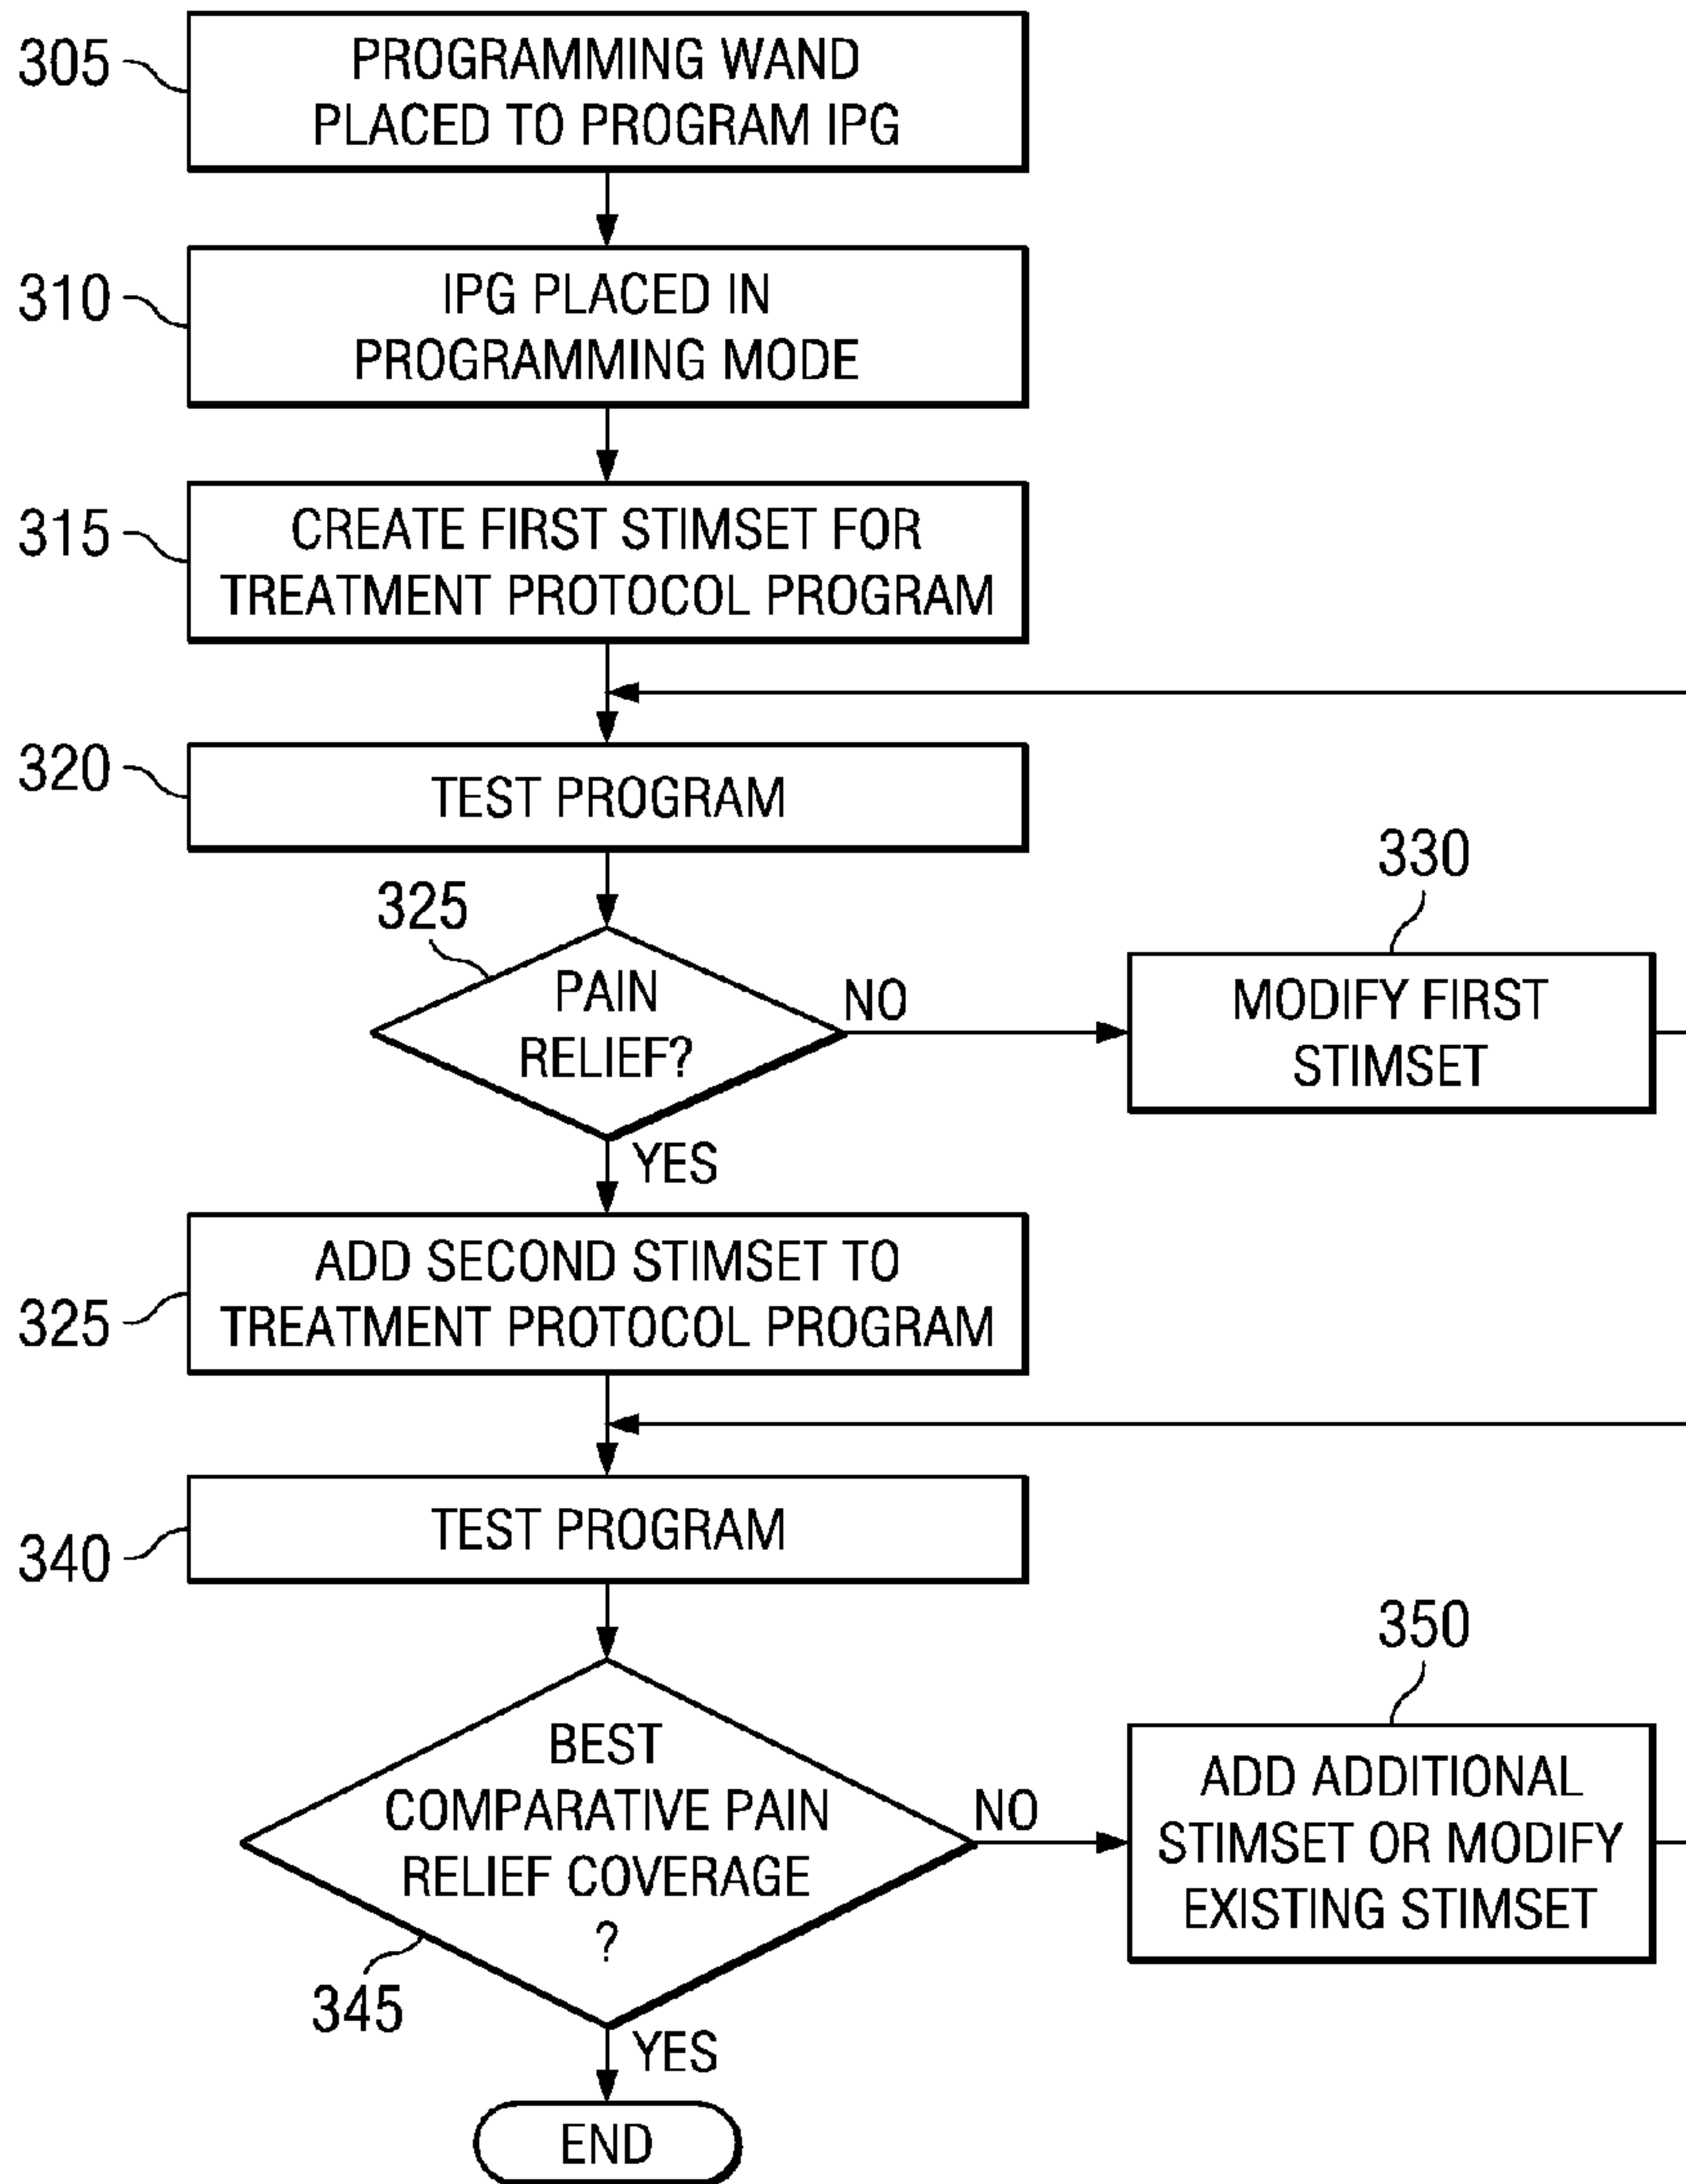 305
PROGRAMMING WAND
PLACED TO PROGRAM IPG
310
IPG PLACED IN
PROGRAMMING MODE
315
CREATE FIRST STIMSET FOR
TREATMENT PROTOCOL PROGRAM
320
TEST PROGRAM
325
PAIN
RELIEF?
NO
330
MODIFY FIRST
STIMSET
YES
325
ADD SECOND STIMSET TO
TREATMENT PROTOCOL PROGRAM
340
TEST PROGRAM
345
BEST
COMPARATIVE PAIN
RELIEF COVERAGE
?
NO
350
ADD ADDITIONAL
STIMSET OR MODIFY
EXISTING STIMSET
YES
END